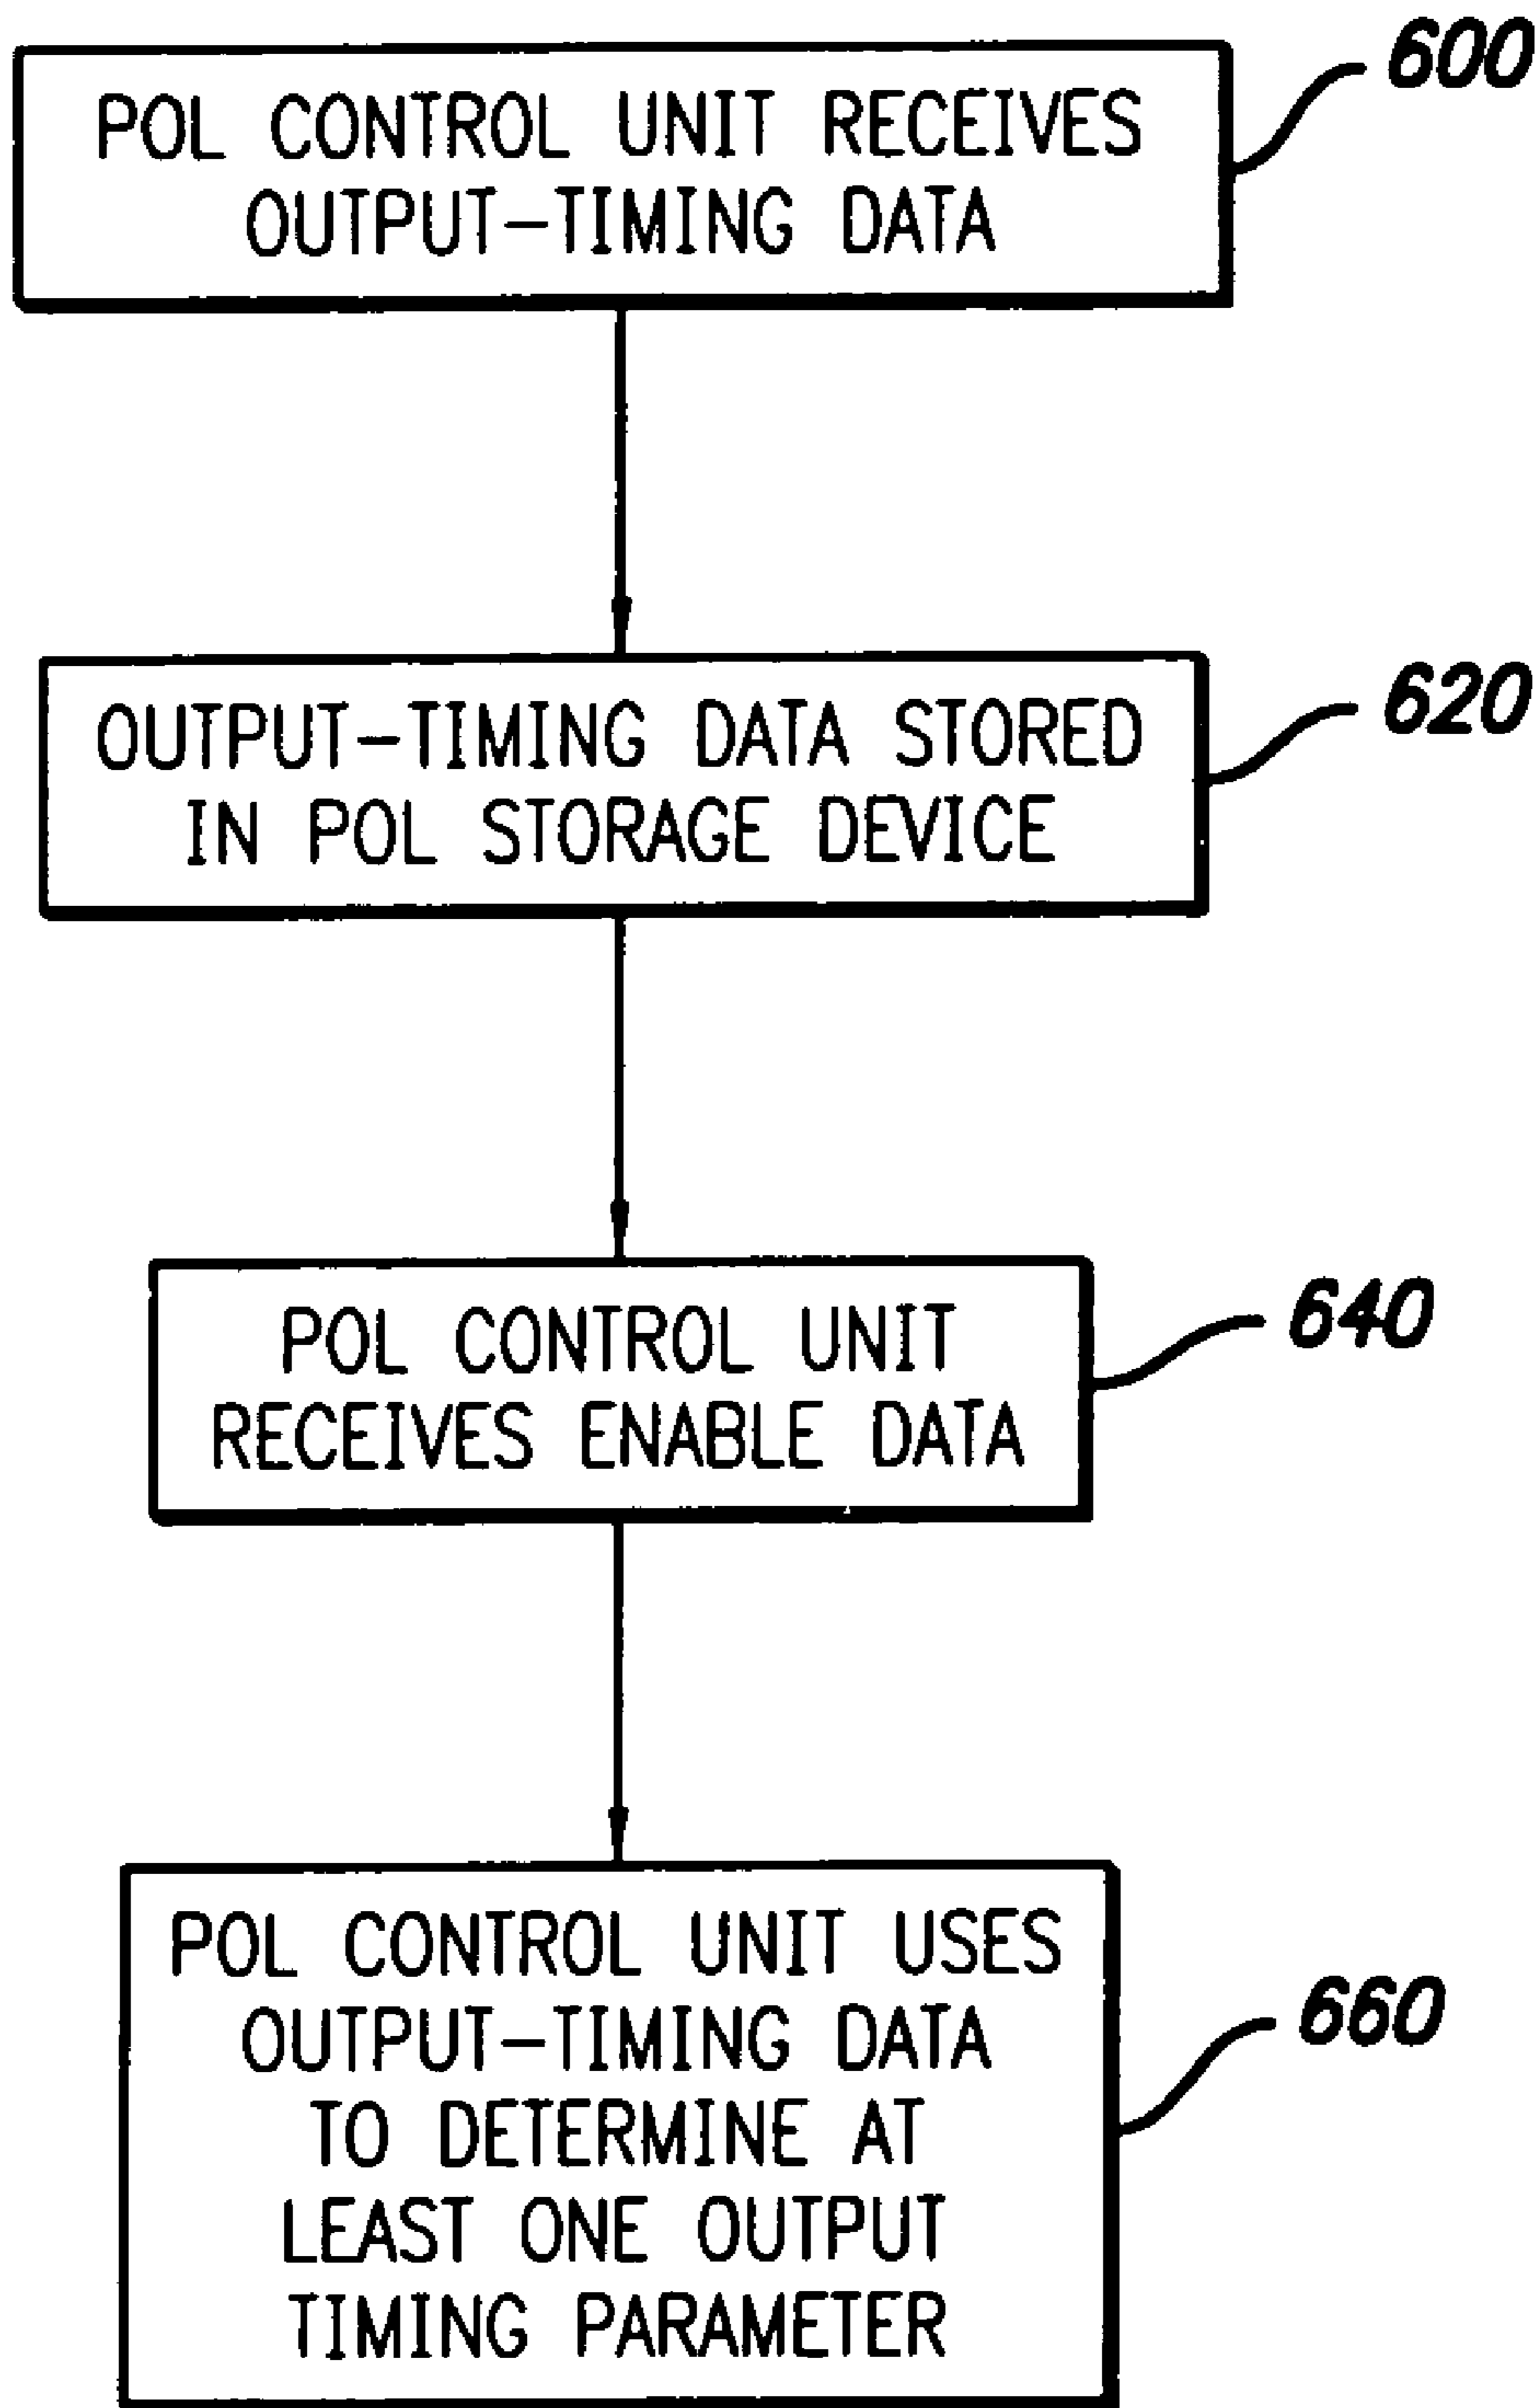 POL CONTROL UNIT RECEIVES
OUTPUT-TIMING DATA
600
OUTPUT-TIMING DATA STORED
IN POL STORAGE DEVICE
620
POL CONTROL UNIT
RECEIVES ENABLE DATA
640
POL CONTROL UNIT USES
OUTPUT-TIMING DATA
TO DETERMINE AT
LEAST ONE OUTPUT
TIMING PARAMETER
660